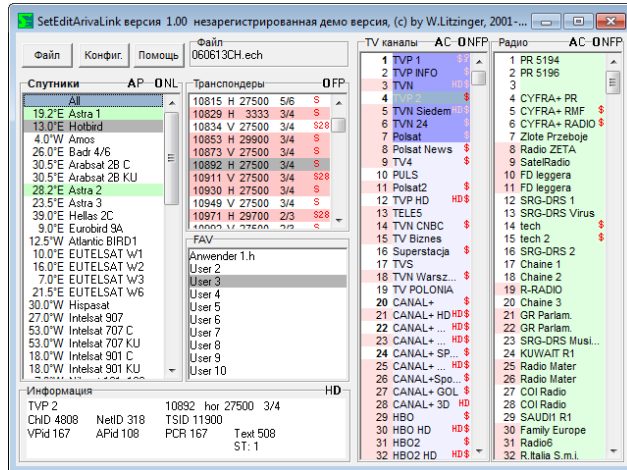 SetEditArivaLink версия 1.00 незарегистрированная демо версия, (c) by W.Litzinger, 2001-...
Файл Конфиг. Помощь
Файл
060613CH.ech
Спутники AP ONL
All
19.2°E Astra 1
13.0°E Hotbird
4.0°W Amos
26.0°E Badr 4/6
30.5°E Arabsat 2B C
30.5°E Arabsat 2B KU
28.2°E Astra 2
23.5°E Astra 3
39.0°E Hellas 2C
9.0°E Eurobird 9A
12.5°W Atlantic BIRD1
10.0°E EUTELSAT W1
16.0°E EUTELSAT W2
7.0°E EUTELSAT W3
21.5°E EUTELSAT W6
30.0°W Hispasat
27.0°W Intelsat 907
53.0°W Intelsat 707 C
53.0°W Intelsat 707 KU
18.0°W Intelsat 901 C
18.0°W Intelsat 901 KU
Транспондеры OFP
10815 H 27500 5/6 S
10829 H 3333 3/4 S
10834 V 27500 3/4 S28
10853 H 29900 3/4 S
10873 V 27500 3/4 S
10892 H 27500 3/4 S
10911 V 27500 3/4 S28
10930 H 27500 3/4 S
10949 V 27500 3/4 S
10971 H 29700 2/3 S28
10992 V 27500 2/3 S
FAV
Anwender 1.h
User 2
User 3
User 4
User 5
User 6
User 7
User 8
User 9
User 10
TV каналы AC ONFP
1 TVP 1 $?
2 TVP INFO $
3 TVN HD$
4 TVP 2 $
5 TVN Siedem HD$
6 TVN 24 $
7 Polsat $
8 Polsat News $
9 TV4 $
10 PULS
11 Polsat2 $
12 TVP HD HD$
13 TELE5
14 TVN CNBC $
15 TV Biznes
16 Superstacja $
17 TVS
18 TVN Warsz... $
19 TV POLONIA
20 CANAL+ $
21 CANAL+ HD HD$
22 CANAL+ ... HD$
23 CANAL+ ... HD$
24 CANAL+ SP... $
25 CANAL+ ... HD$
26 CANAL+Spo... $
27 CANAL+ GOL $
28 CANAL+ 3D HD
29 HBO $
30 HBO HD HD$
31 HBO2 $
32 HBO2 HD HD$
Радио AC ONFP
1 PR 5194
2 PR 5196
3
4 CYFRA+ PR
5 CYFRA+ RMF $
6 CYFRA+ RADIO $
7 Zlote Przeboje
8 Radio ZETA
9 SatelRadio
10 FD leggera
11 FD leggera
12 SRG-DRS 1
13 SRG-DRS Virus
14 tech $
15 tech 2 $
16 SRG-DRS 2
17 Chaine 1
18 Chaine 2
19 R-RADIO
20 Chaine 3
21 GR Parlam.
22 GR Parlam.
23 SRG-DRS Musi...
24 KUWAIT R1
25 Radio Mater
26 Radio Mater
27 COI Radio
28 COI Radio
29 SAUDI1 R1
30 Family Europe
31 Radio6
32 R.Italia S.m.i.
Информация HD
TVP 2 10892 hor 27500 3/4
ChID 4808 NetID 318 TSID 11900
VPid 167 APid 108 PCR 167 Text 508
ST: 1